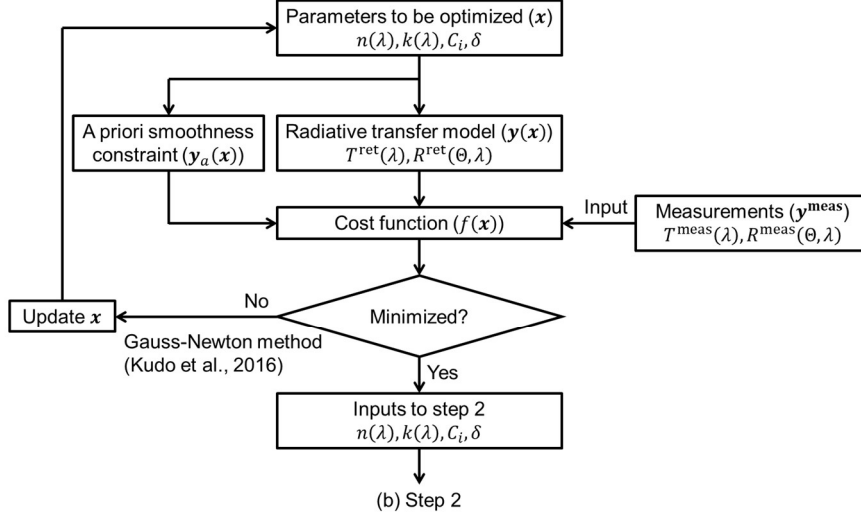 Parameters to be optimized (𝒙)
n(λ), k(λ), Cᵢ, δ
A priori smoothness
constraint (𝒚ₐ(𝒙))
Radiative transfer model (𝒚(𝒙))
Tʳᵉᵗ(λ), Rʳᵉᵗ(Θ, λ)
Cost function (f(𝒙))
Input
Measurements (𝒚ᵐᵉᵃˢ)
Tᵐᵉᵃˢ(λ), Rᵐᵉᵃˢ(Θ, λ)
Minimized?
No
Update 𝒙
Gauss-Newton method
(Kudo et al., 2016)
Yes
Inputs to step 2
n(λ), k(λ), Cᵢ, δ
(b) Step 2